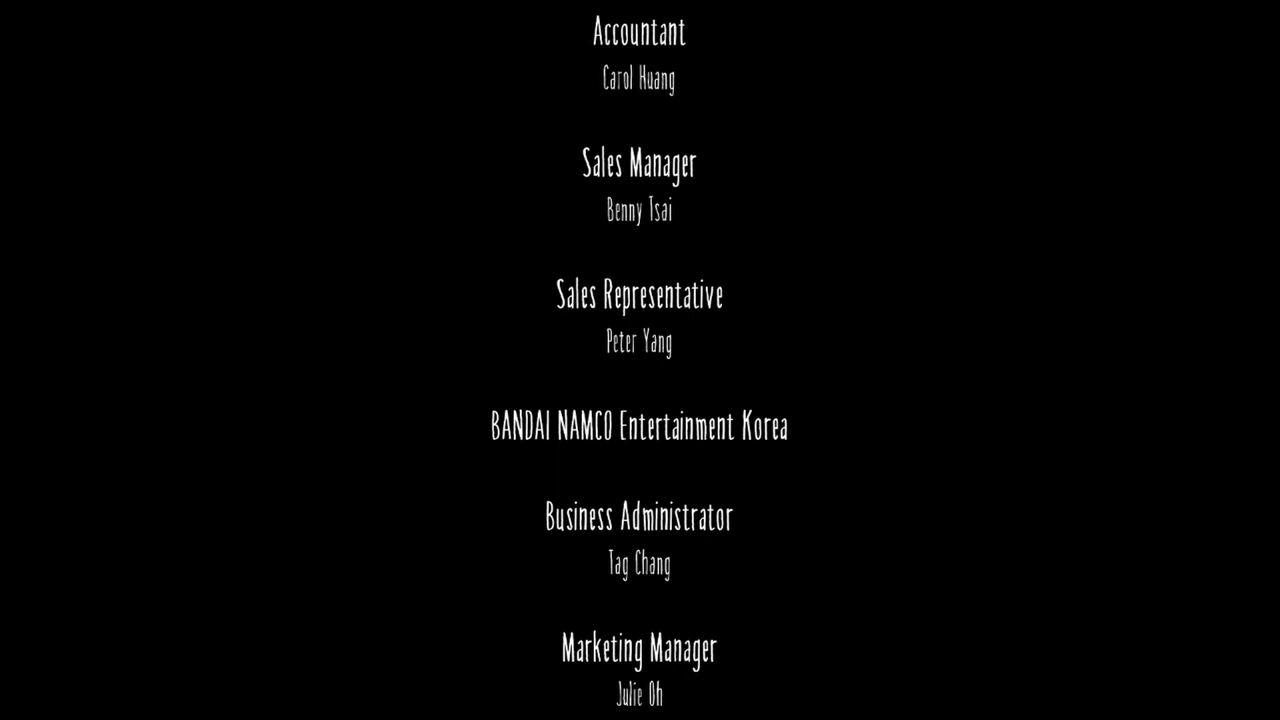 Accountant
Carol Huang
Sales Manager
Benny Tsai
Sales Representative
Peter Yang
BANDAI NAMCO Entertainment Korea
Business Administrator
Tag Chang
Marketing Manager
Julie Oh